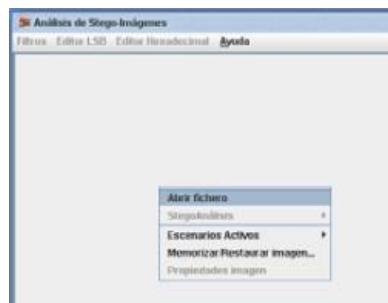 Análisis de Stego-Imágenes
Filtros Editor LSB Editor Hexadecimal Ayuda
Abrir fichero
StegoAnálisis
Escenarios Activos
Memorizar/Restaurar imagen...
Propiedades imagen